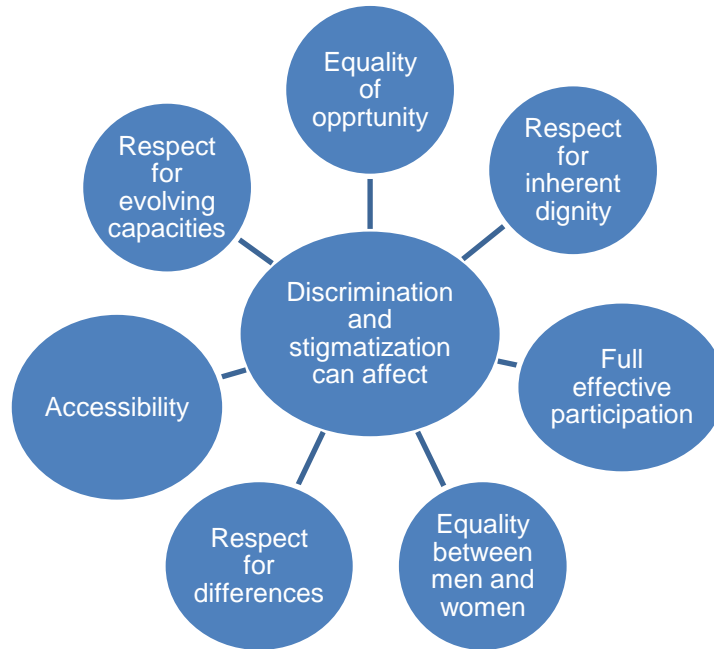 Equality
of
opprtunity
Respect
for
inherent
dignity
Full
effective
participation
Equality
between
men and
women
Respect
for
differences
Accessibility
Respect
for
evolving
capacities
Discrimination
and
stigmatization
can affect